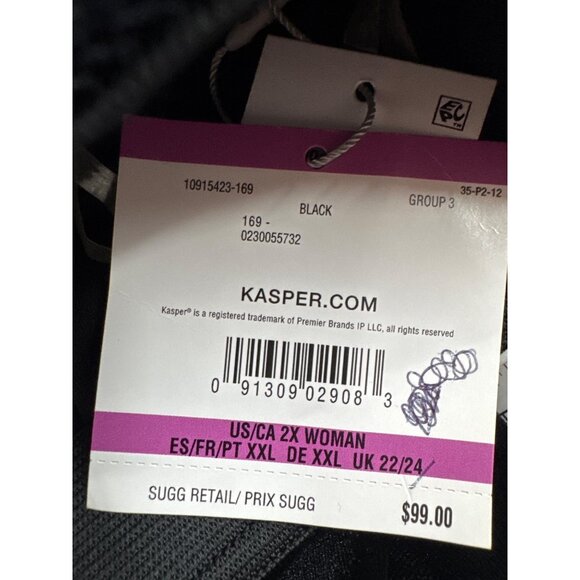 EC
PTM
10915423-169
35-P2-12
BLACK
GROUP 3
169 -
0230055732
KASPER.COM
Kasper® is a registered trademark of Premier Brands IP LLC, all rights reserved
0 91309 02908 3
US/CA 2X WOMAN
ES/FR/PT XXL DE XXL UK 22/24
SUGG RETAIL/ PRIX SUGG
$99.00